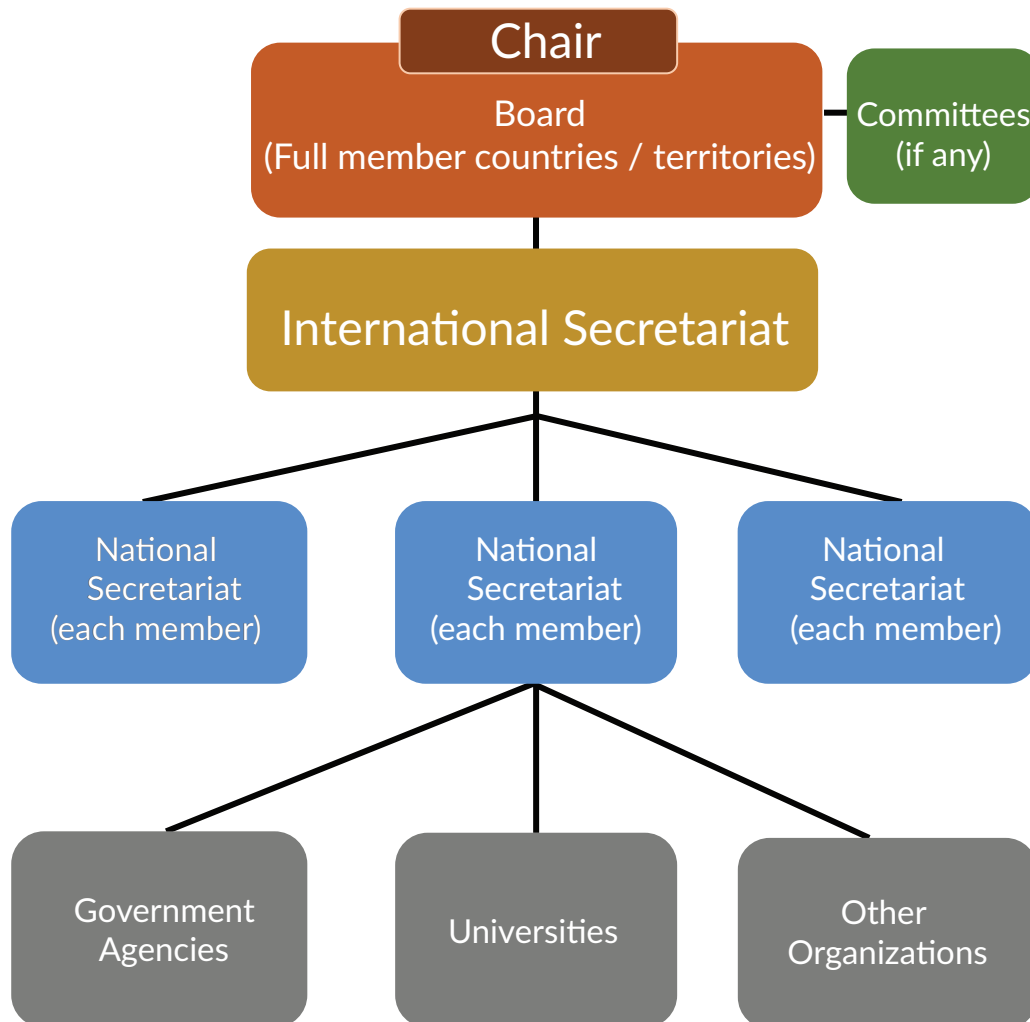 Chair
Board
(Full member countries / territories)
Committees
(if any)
International Secretariat
National
Secretariat
(each member)
National
Secretariat
(each member)
National
Secretariat
(each member)
Government
Agencies
Universities
Other
Organizations